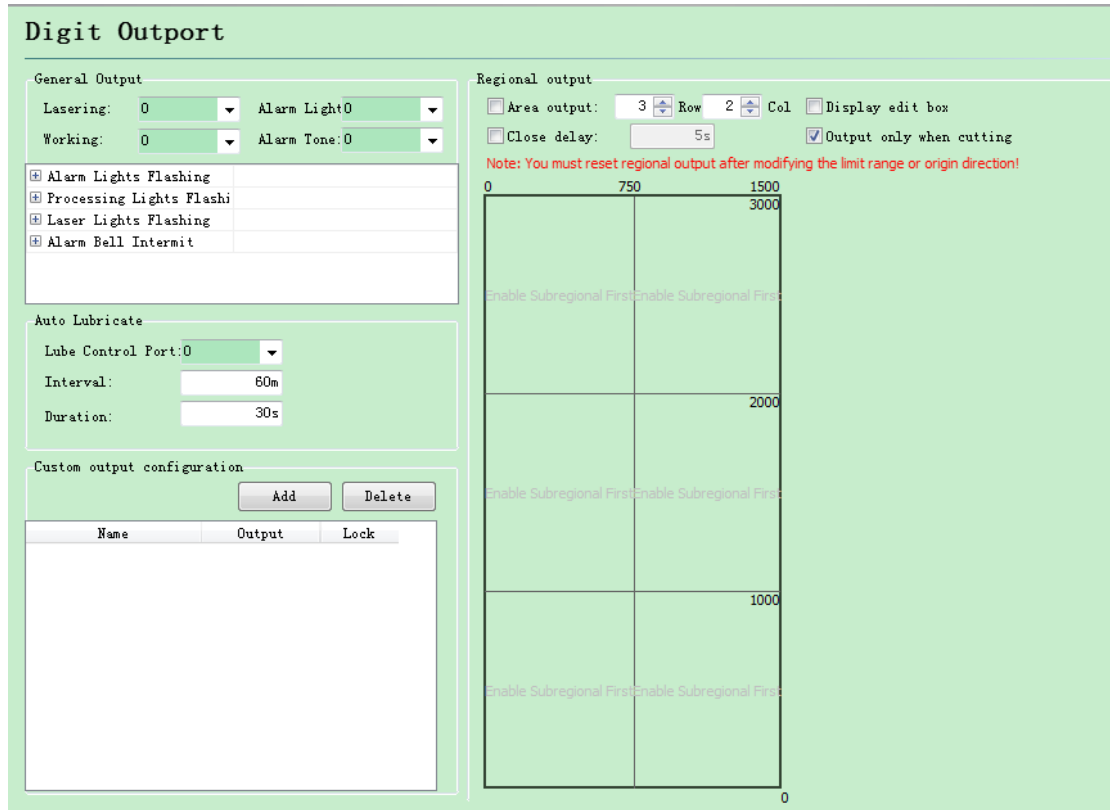 Digit Outport
General Output
Lasering: 0 Alarm Light 0
Working: 0 Alarm Tone: 0
Alarm Lights Flashing
Processing Lights Flashi
Laser Lights Flashing
Alarm Bell Intermit
Auto Lubricate
Lube Control Port: 0
Interval: 60m
Duration: 30s
Custom output configuration
Add Delete
Name Output Lock
Regional output
Area output: 3 Row 2 Col Display edit box
Close delay: 5s Output only when cutting
Note: You must reset regional output after modifying the limit range or origin direction!
0 750 1500
3000
Enable Subregional First Enable Subregional First
2000
Enable Subregional First Enable Subregional First
1000
Enable Subregional First Enable Subregional First
0